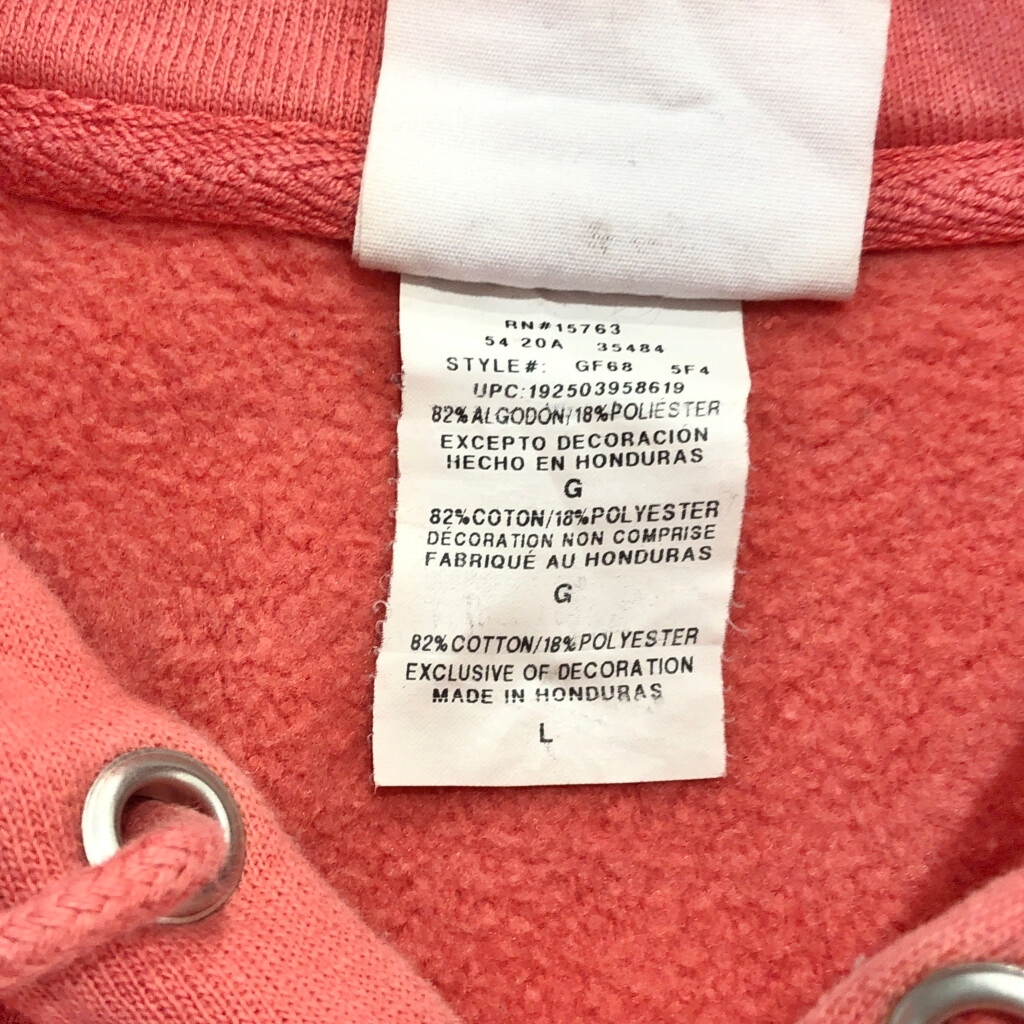 RN#15763
54 20A 35484
STYLE#: GF68 5F4
UPC:192503958619
82%ALGODÓN/18%POLIÉSTER
EXCEPTO DECORACIÓN
HECHO EN HONDURAS
G
82%COTON/18%POLYESTER
DÉCORATION NON COMPRISE
FABRIQUÉ AU HONDURAS
G
82%COTTON/18%POLYESTER
EXCLUSIVE OF DECORATION
MADE IN HONDURAS
L